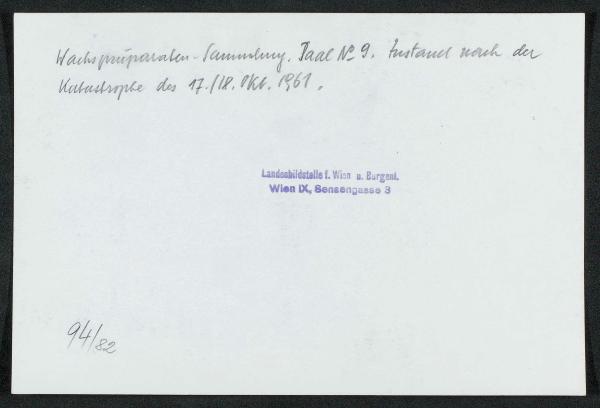 Wachspräparaten-Sammlung. Saal No 9. Zustand nach der
Katastrophe des 17./18. Okt. 1961.
Landesbildstelle f. Wien u. Burgenl.
Wien IX, Sensengasse 3
94/82